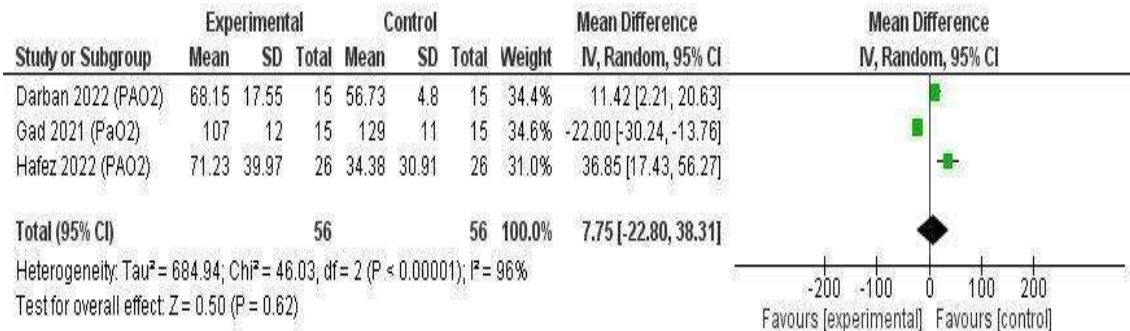 Experimental Control Mean Difference Mean Difference
Study or Subgroup Mean SD Total Mean SD Total Weight IV, Random, 95% CI IV, Random, 95% CI
Darban 2022 (PAO2) 68.15 17.55 15 56.73 4.8 15 34.4% 11.42 [2.21, 20.63]
Gad 2021 (PaO2) 107 12 15 129 11 15 34.6% -22.00 [-30.24, -13.76]
Hafez 2022 (PAO2) 71.23 39.97 26 34.38 30.91 26 31.0% 36.85 [17.43, 56.27]
Total (95% CI) 56 56 100.0% 7.75 [-22.80, 38.31]
Heterogeneity: Tau² = 684.94; Chi² = 46.03, df = 2 (P < 0.00001); I² = 96%
Test for overall effect: Z = 0.50 (P = 0.62)
-200 -100 0 100 200
Favours [experimental] Favours [control]